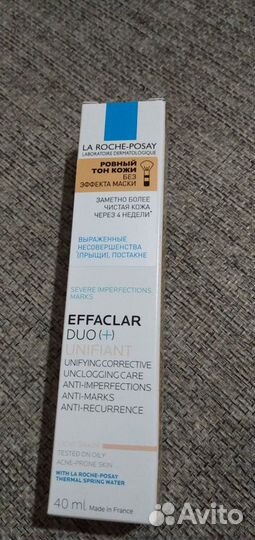 LA ROCHE-POSAY
LABORATOIRE DERMATOLOGIQUE
РОВНЫЙ
ТОН КОЖИ
БЕЗ
ЭФФЕКТА МАСКИ
ЗАМЕТНО БОЛЕЕ
ЧИСТАЯ КОЖА
ЧЕРЕЗ 4 НЕДЕЛИ*
ВЫРАЖЕННЫЕ
НЕСОВЕРШЕНСТВА
(ПРЫЩИ), ПОСТАКНЕ
SEVERE IMPERFECTIONS,
MARKS
EFFACLAR
DUO(+)
UNIFIANT
UNIFYING CORRECTIVE
UNCLOGGING CARE
ANTI-IMPERFECTIONS
ANTI-MARKS
ANTI-RECURRENCE
LIGHT SHADE
TESTED ON OILY
ACNE-PRONE SKIN
WITH LA ROCHE-POSAY
THERMAL SPRING WATER
40 ml Made in France
Avito